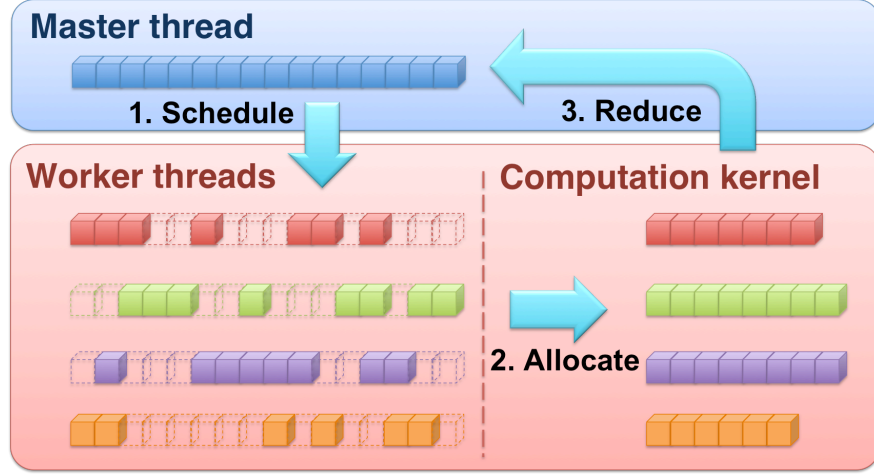 Master thread
1. Schedule
3. Reduce
Worker threads
Computation kernel
2. Allocate